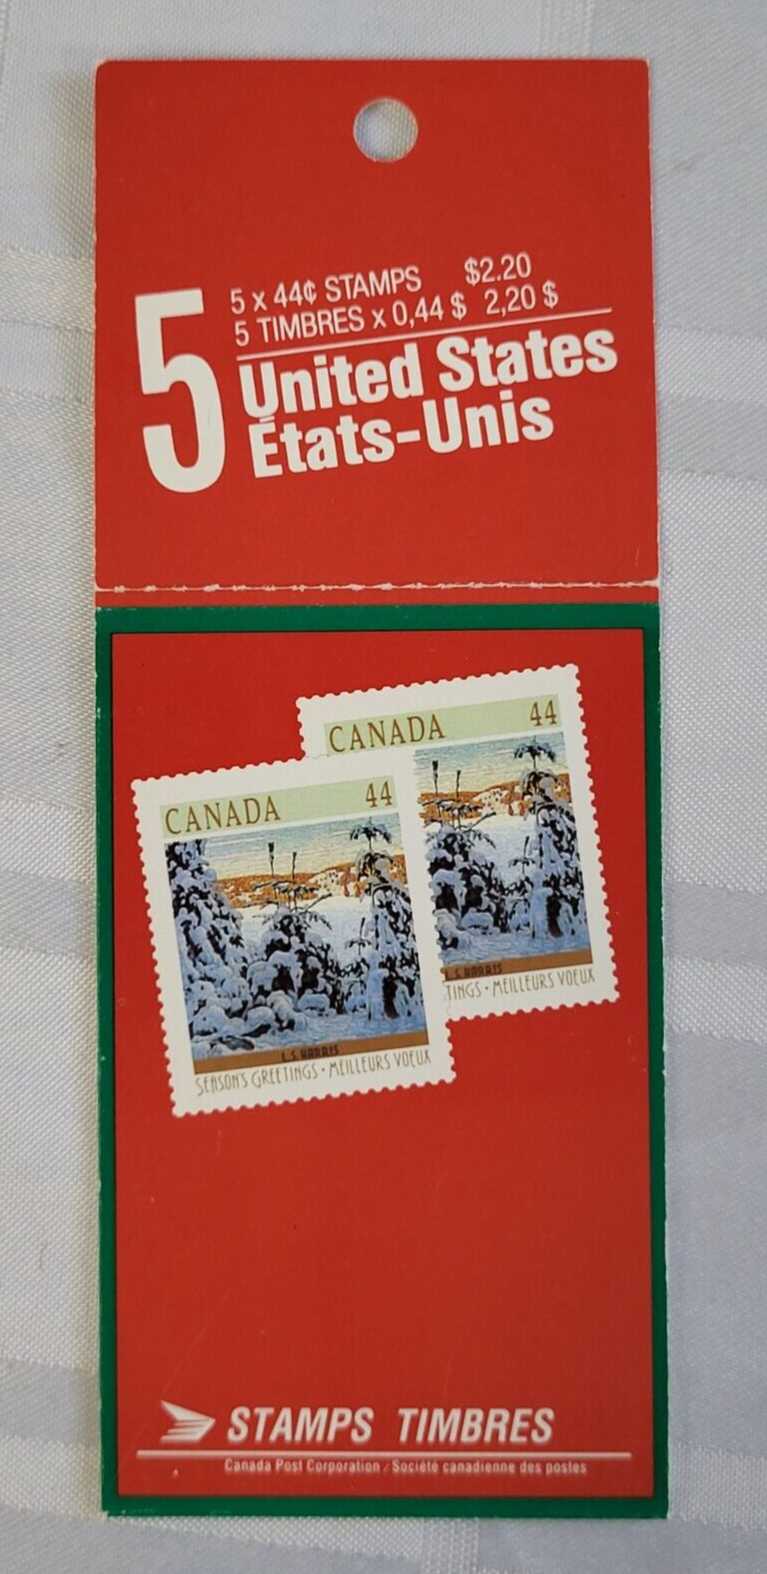 5
5 x 44¢ STAMPS $2.20
5 TIMBRES x 0,44 $ 2,20 $
United States
États-Unis
CANADA 44
L.S. HARRIS
TINGS • MEILLEURS VOEUX
CANADA 44
L.S. HARRIS
SEASON'S GREETINGS • MEILLEURS VOEUX
STAMPS TIMBRES
Canada Post Corporation / Société canadienne des postes